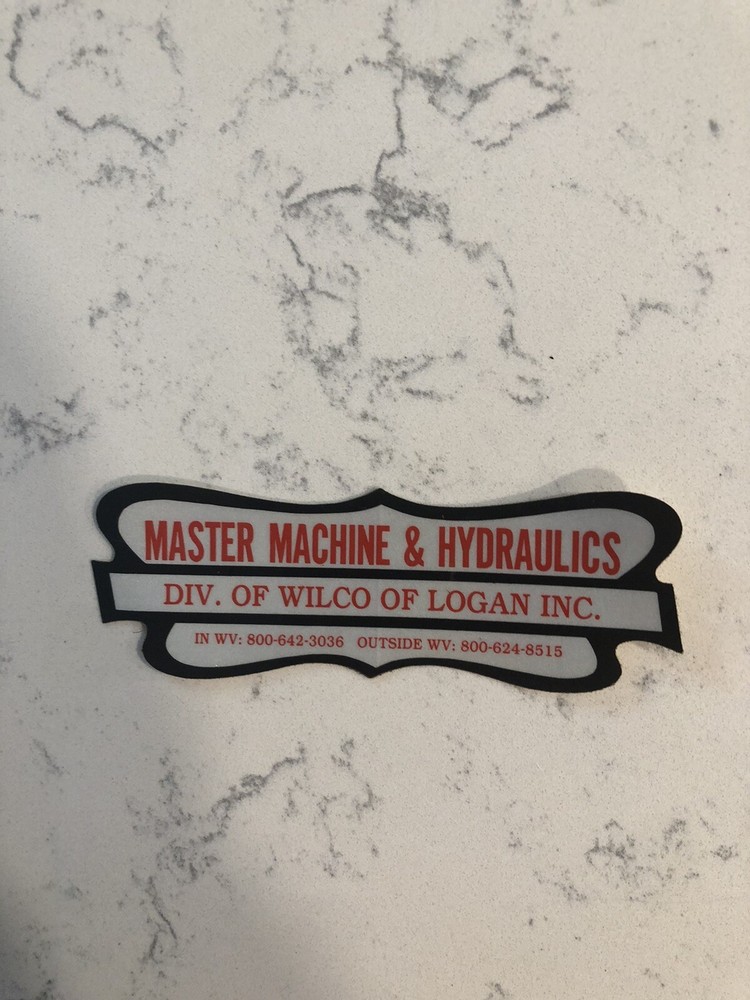 MASTER MACHINE & HYDRAULICS
DIV. OF WILCO OF LOGAN INC.
IN WV: 800-642-3036 OUTSIDE WV: 800-624-8515